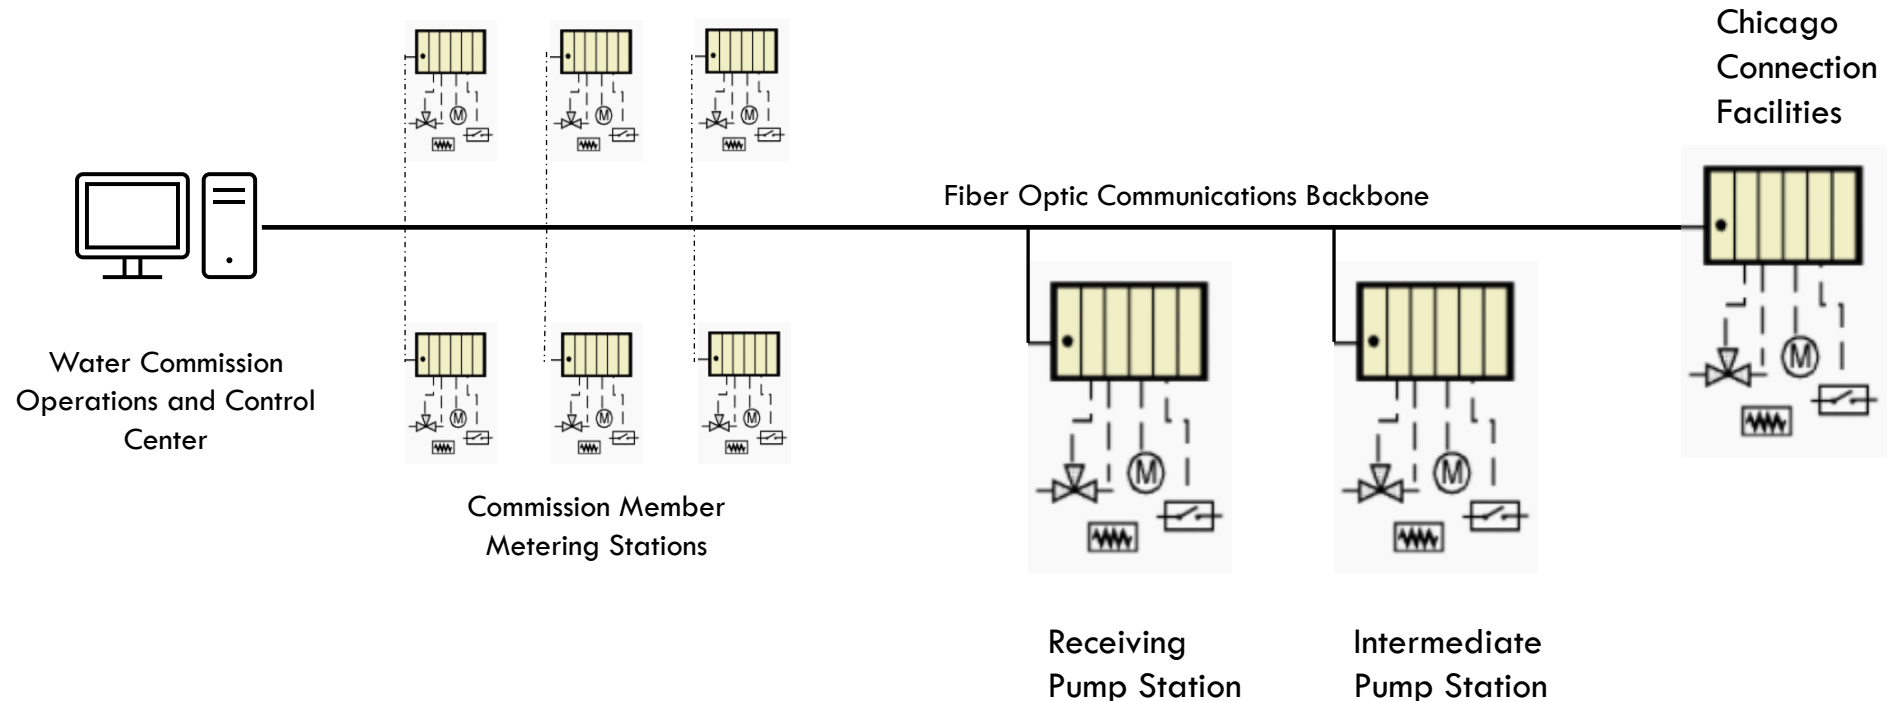 Chicago
Connection
Facilities
Fiber Optic Communications Backbone
Water Commission
Operations and Control
Center
Commission Member
Metering Stations
Receiving
Pump Station
Intermediate
Pump Station
M
M
M
M
M
M
M
M
M